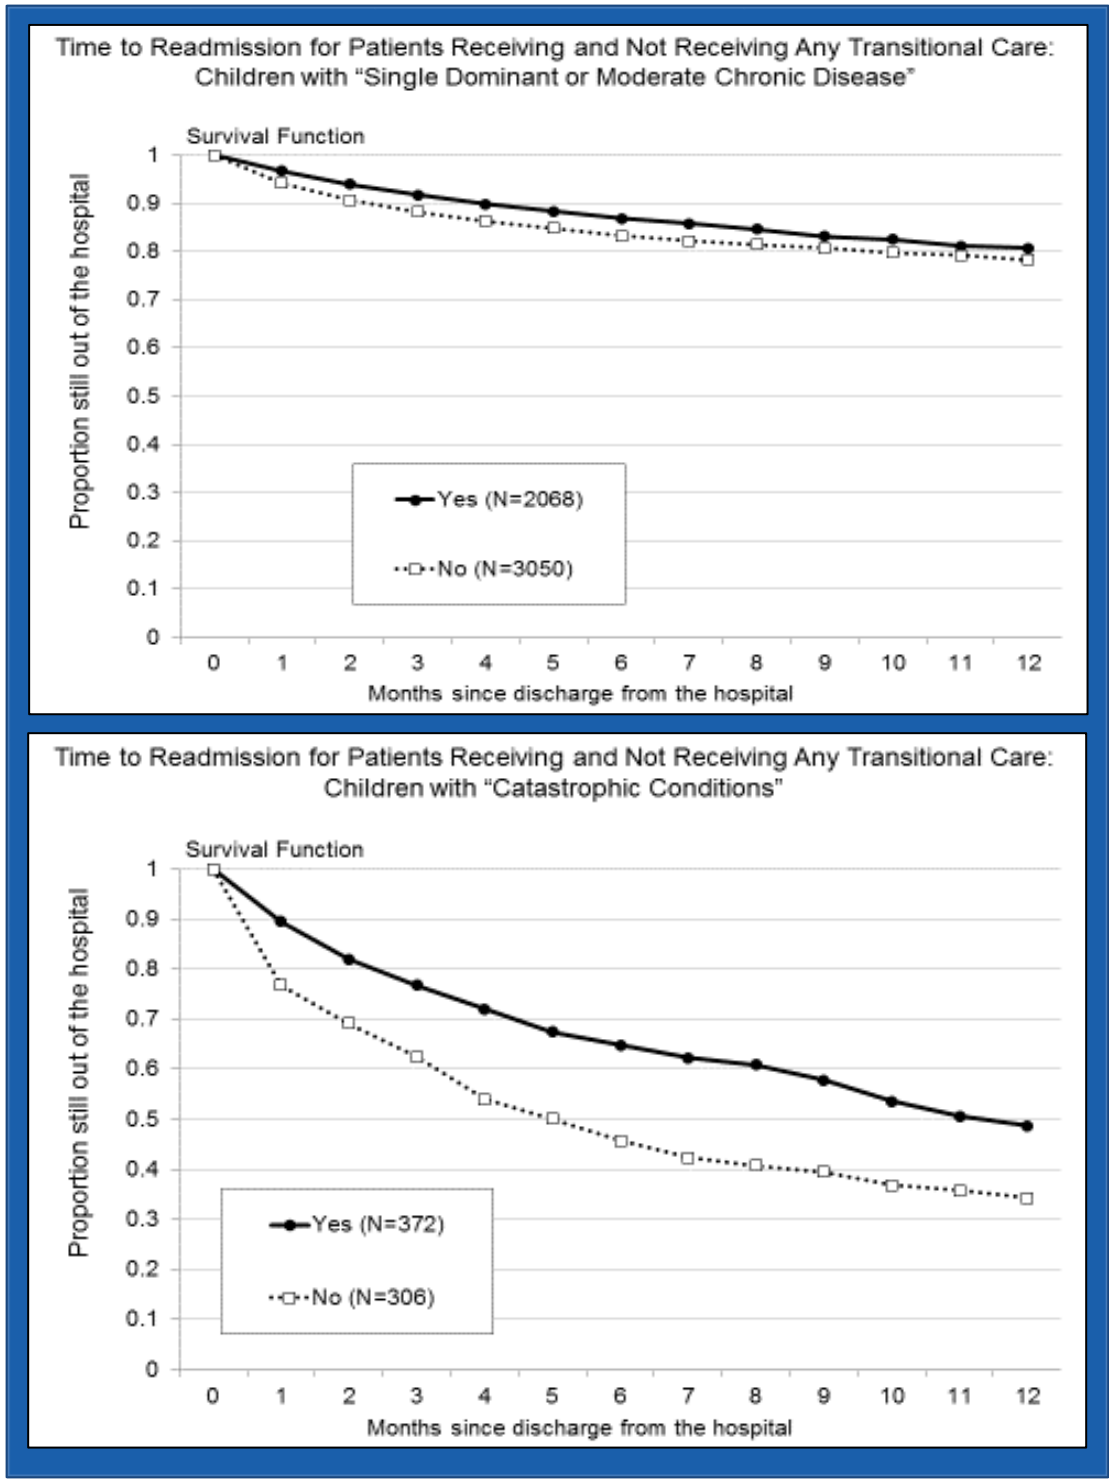 Time to Readmission for Patients Receiving and Not Receiving Any Transitional Care:
Children with “Single Dominant or Moderate Chronic Disease”
Survival Function
Proportion still out of the hospital
1
0.9
0.8
0.7
0.6
0.5
0.4
0.3
0.2
0.1
0
Yes (N=2068)
No (N=3050)
0 1 2 3 4 5 6 7 8 9 10 11 12
Months since discharge from the hospital
Time to Readmission for Patients Receiving and Not Receiving Any Transitional Care:
Children with “Catastrophic Conditions”
Survival Function
Proportion still out of the hospital
1
0.9
0.8
0.7
0.6
0.5
0.4
0.3
0.2
0.1
0
Yes (N=372)
No (N=306)
0 1 2 3 4 5 6 7 8 9 10 11 12
Months since discharge from the hospital